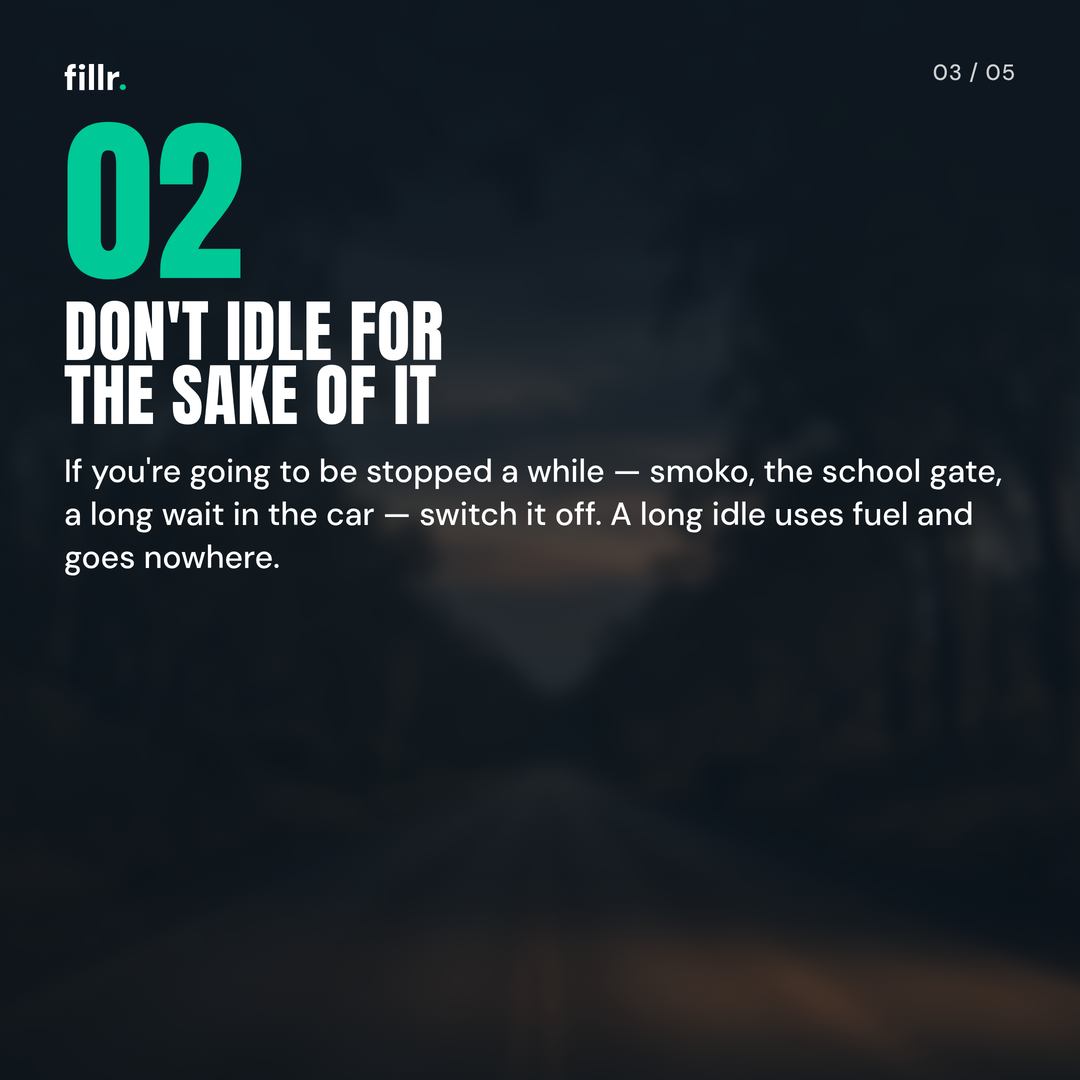 fillr.
03 / 05
02
DON'T IDLE FOR
THE SAKE OF IT
If you're going to be stopped a while — smoko, the school gate,
a long wait in the car — switch it off. A long idle uses fuel and
goes nowhere.